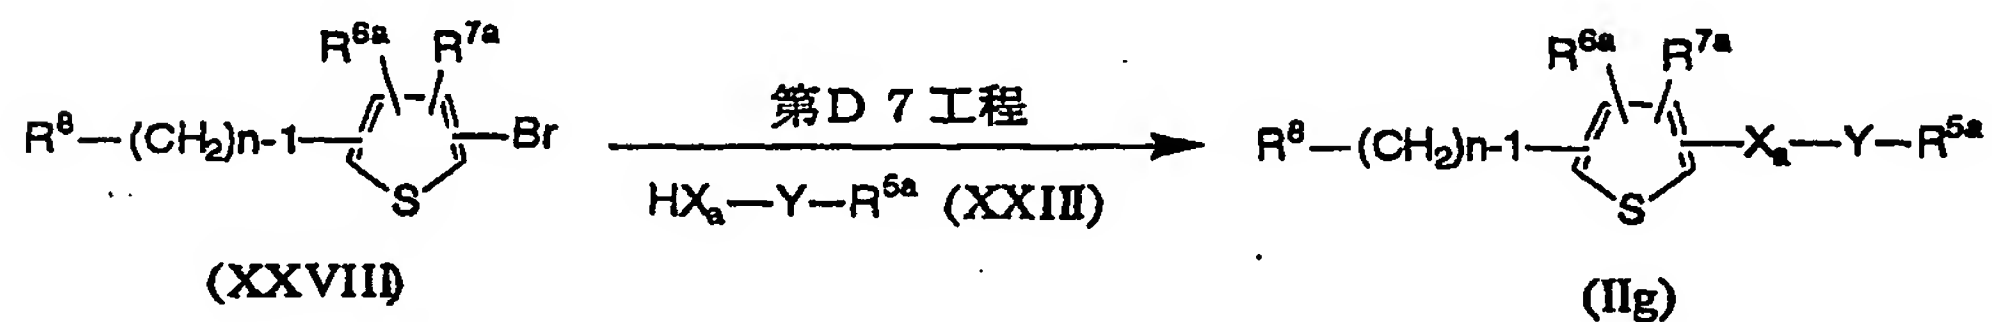 R⁶ᵃ R⁷ᵃ R⁶ᵃ R⁷ᵃ
R⁸—(CH₂)n-1 Br 第D 7 工程 R⁸—(CH₂)n-1 Xₐ—Y—R⁵ᵃ
S HXₐ—Y—R⁵ᵃ (XXIII) S
(XXVIII) (IIg)